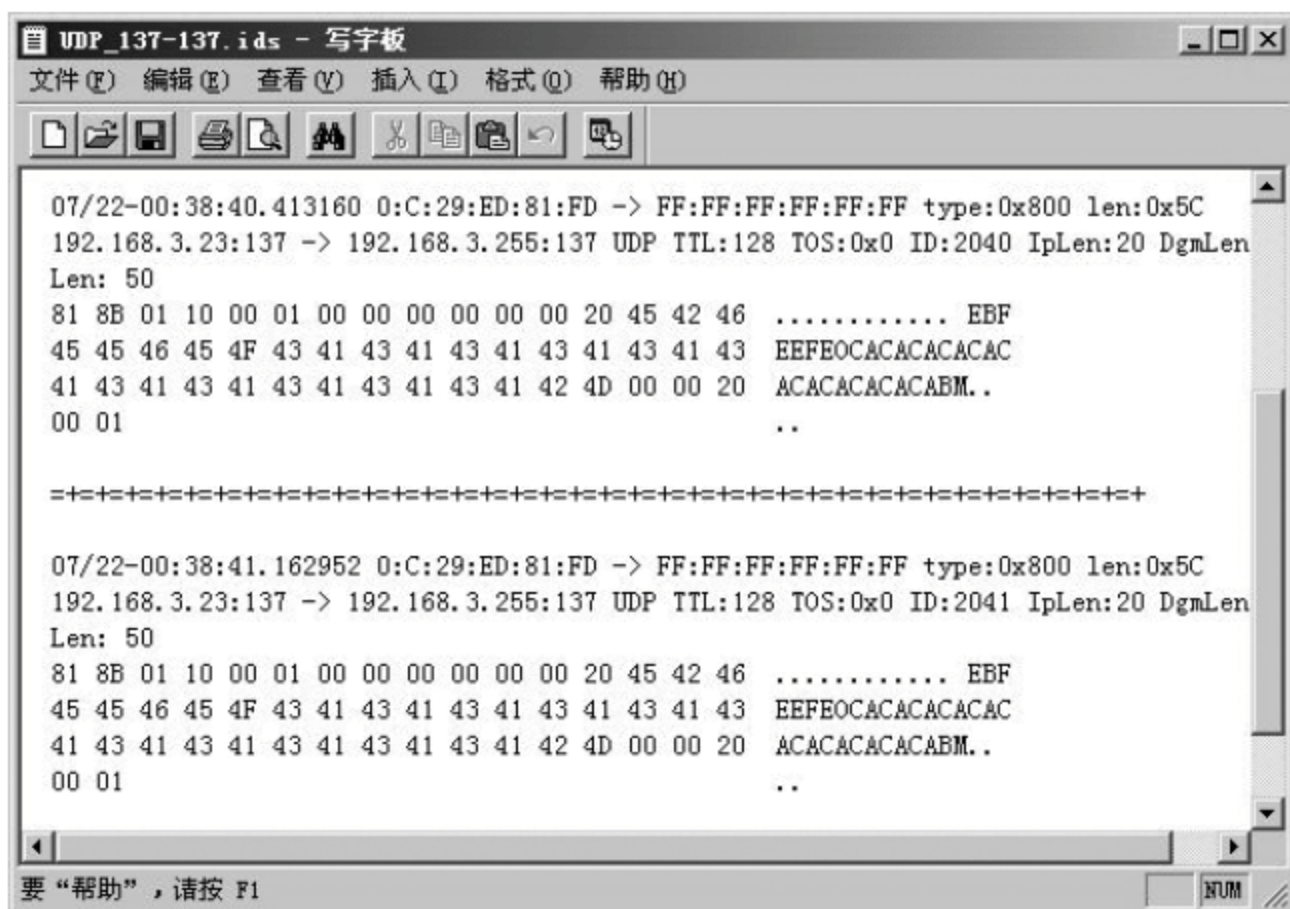 UDP_137-137.ids - 写字板
文件(F) 编辑(E) 查看(V) 插入(I) 格式(O) 帮助(H)
07/22-00:38:40.413160 0:C:29:ED:81:FD -> FF:FF:FF:FF:FF:FF type:0x800 len:0x5C
192.168.3.23:137 -> 192.168.3.255:137 UDP TTL:128 TOS:0x0 ID:2040 IpLen:20 DgmLen
Len: 50
81 8B 01 10 00 01 00 00 00 00 00 00 20 45 42 46 ............ EBF
45 45 46 45 4F 43 41 43 41 43 41 43 41 43 41 43 EEFEOCACACACACAC
41 43 41 43 41 43 41 43 41 43 41 42 4D 00 00 20 ACACACACACABM..
00 01 ..
=+=+=+=+=+=+=+=+=+=+=+=+=+=+=+=+=+=+=+=+=+=+=+=+=+=+=+=+=+=+=+=+=+=+=+=+=+
07/22-00:38:41.162952 0:C:29:ED:81:FD -> FF:FF:FF:FF:FF:FF type:0x800 len:0x5C
192.168.3.23:137 -> 192.168.3.255:137 UDP TTL:128 TOS:0x0 ID:2041 IpLen:20 DgmLen
Len: 50
81 8B 01 10 00 01 00 00 00 00 00 00 20 45 42 46 ............ EBF
45 45 46 45 4F 43 41 43 41 43 41 43 41 43 41 43 EEFEOCACACACACAC
41 43 41 43 41 43 41 43 41 43 41 42 4D 00 00 20 ACACACACACABM..
00 01 ..
要“帮助”,请按 F1 NUM